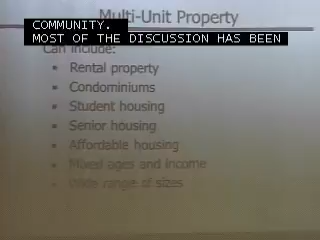 Multi-Unit Property
COMMUNITY.
MOST OF THE DISCUSSION HAS BEEN
Can include:
• Rental property
• Condominiums
• Student housing
• Senior housing
• Affordable housing
• Mixed ages and income
• Wide range of sizes